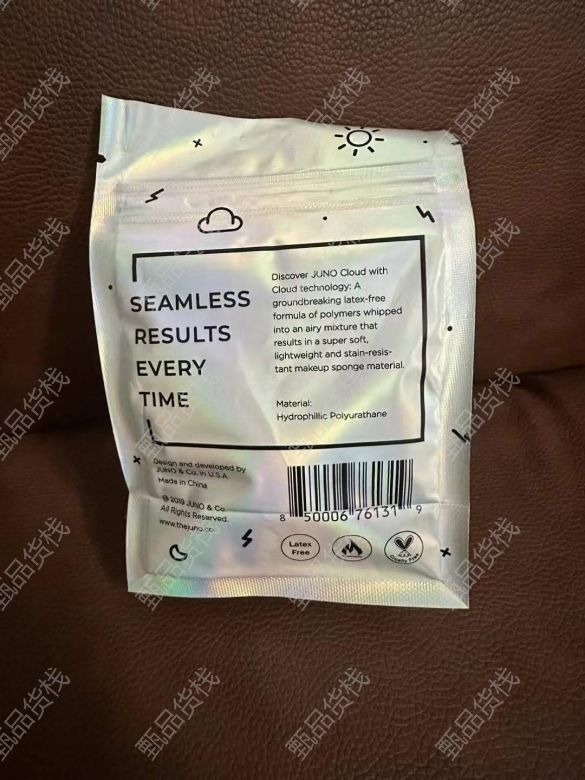 SEAMLESS
RESULTS
EVERY
TIME
Discover JUNO Cloud with
Cloud technology: A
groundbreaking latex-free
formula of polymers whipped
into an airy mixture that
results in a super soft,
lightweight and stain-resis-
tant makeup sponge material.
Material:
Hydrophillic Polyurathane
Design and developed by
JUNO & Co. in U.S.A.
Made in China
@ 2019 JUNO & Co.
All Rights Reserved.
www.thejuno.co
8 50006 76131 9
Latex
Free
Cruelty Free
甄品货栈